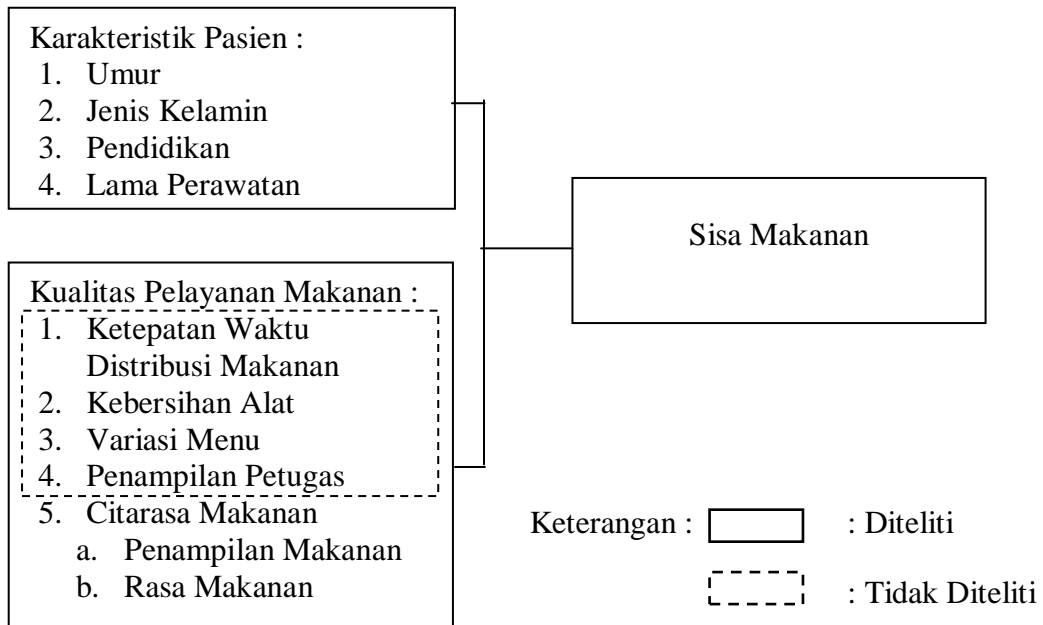 Karakteristik Pasien :
1. Umur
2. Jenis Kelamin
3. Pendidikan
4. Lama Perawatan
Sisa Makanan
Kualitas Pelayanan Makanan :
1. Ketepatan Waktu
Distribusi Makanan
2. Kebersihan Alat
3. Variasi Menu
4. Penampilan Petugas
5. Citarasa Makanan
a. Penampilan Makanan
b. Rasa Makanan
Keterangan : : Diteliti
: Tidak Diteliti